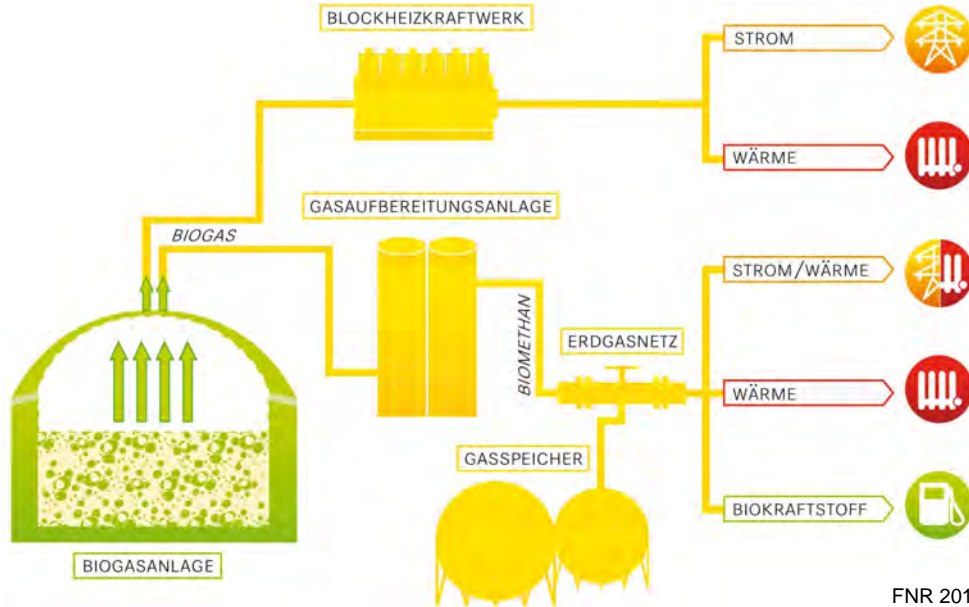 BLOCKHEIZKRAFTWERK
STROM
WÄRME
GASAUFBEREITUNGSANLAGE
BIOGAS
STROM/WÄRME
BIOMETHAN
ERDGASNETZ
WÄRME
GASSPEICHER
BIOKRAFTSTOFF
BIOGASANLAGE
FNR 201